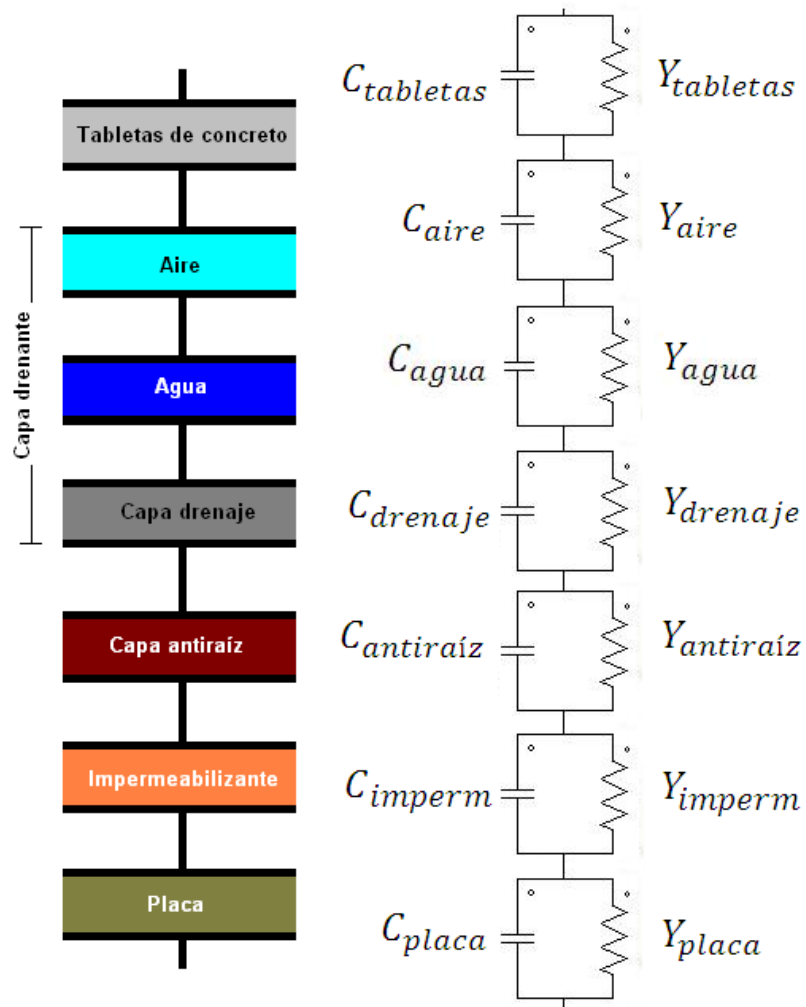 Tabletas de concreto
Aire
Agua
Capa drenaje
Capa antiraíz
Impermeabilizante
Placa
Capa drenante
C_tabletas
Y_tabletas
C_aire
Y_aire
C_agua
Y_agua
C_drenaje
Y_drenaje
C_antiraíz
Y_antiraíz
C_imperm
Y_imperm
C_placa
Y_placa